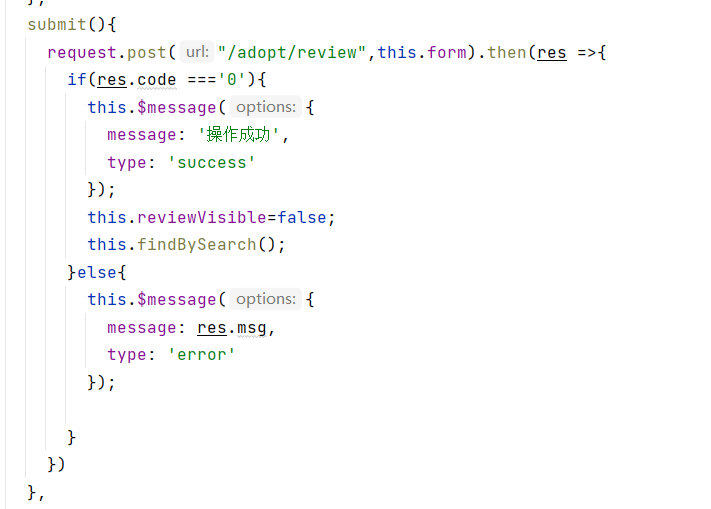 },
submit(){
request.post( url: "/adopt/review",this.form).then(res =>{
if(res.code ==='0'){
this.$message( options: {
message: '操作成功',
type: 'success'
});
this.reviewVisible=false;
this.findBySearch();
}else{
this.$message( options: {
message: res.msg,
type: 'error'
});
}
})
},